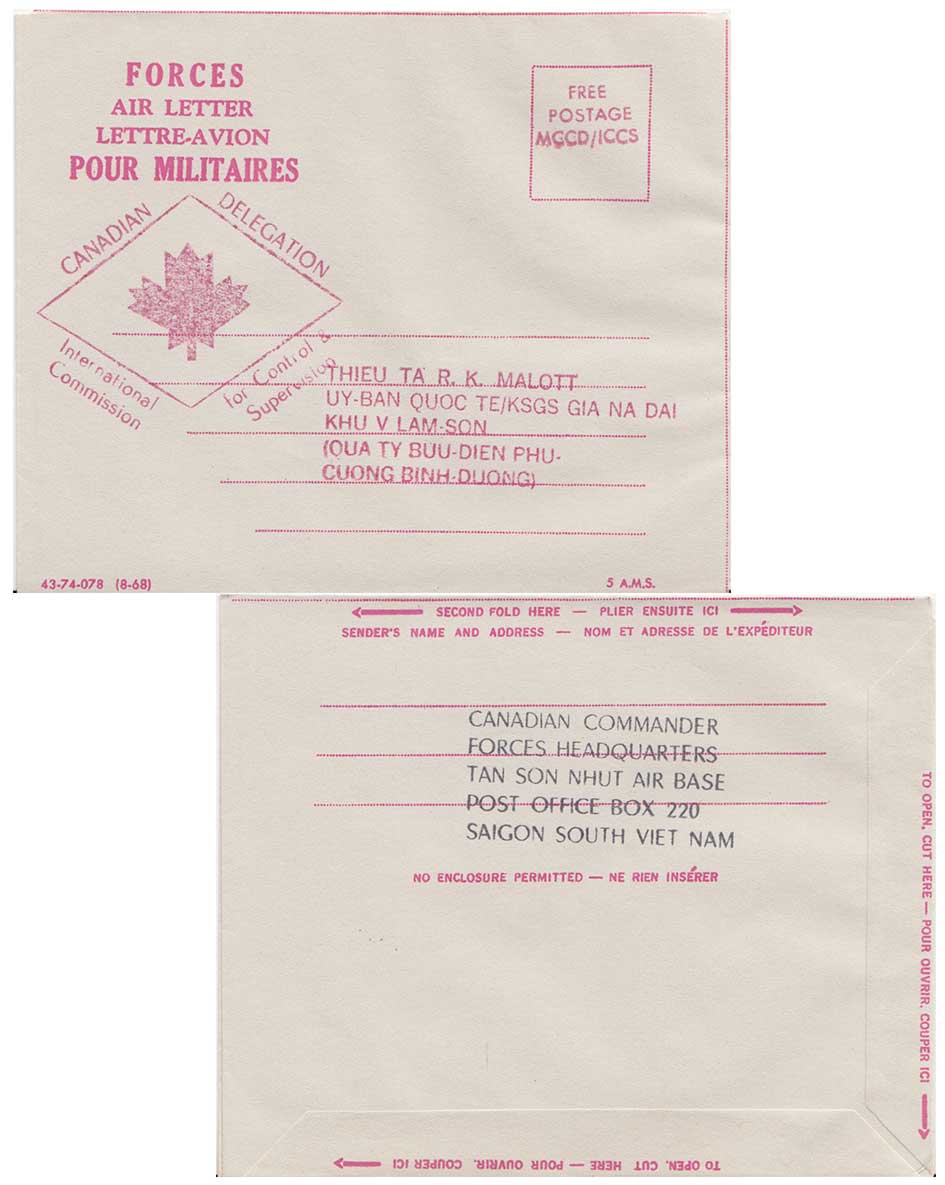 FORCES
AIR LETTER
LETTRE-AVION
POUR MILITAIRES
FREE
POSTAGE
MGCD/ICCS
CANADIAN DELEGATION
International
Commission
for Control &
Supervision
THIEU TA R. K. MALOTT
UY-BAN QUOC TE/KSGS GIA NA DAI
KHU V LAM-SON
(QUA TY BUU-DIEN PHU-
CUONG BINH-DUONG)
43-74-078 (8-68)
5 A.M.S.
SECOND FOLD HERE — PLIER ENSUITE ICI
SENDER'S NAME AND ADDRESS — NOM ET ADRESSE DE L'EXPÉDITEUR
CANADIAN COMMANDER
FORCES HEADQUARTERS
TAN SON NHUT AIR BASE
POST OFFICE BOX 220
SAIGON SOUTH VIET NAM
NO ENCLOSURE PERMITTED — NE RIEN INSÉRER
TO OPEN, CUT HERE — POUR OUVRIR, COUPER ICI
TO OPEN, CUT HERE — POUR OUVRIR, COUPER ICI